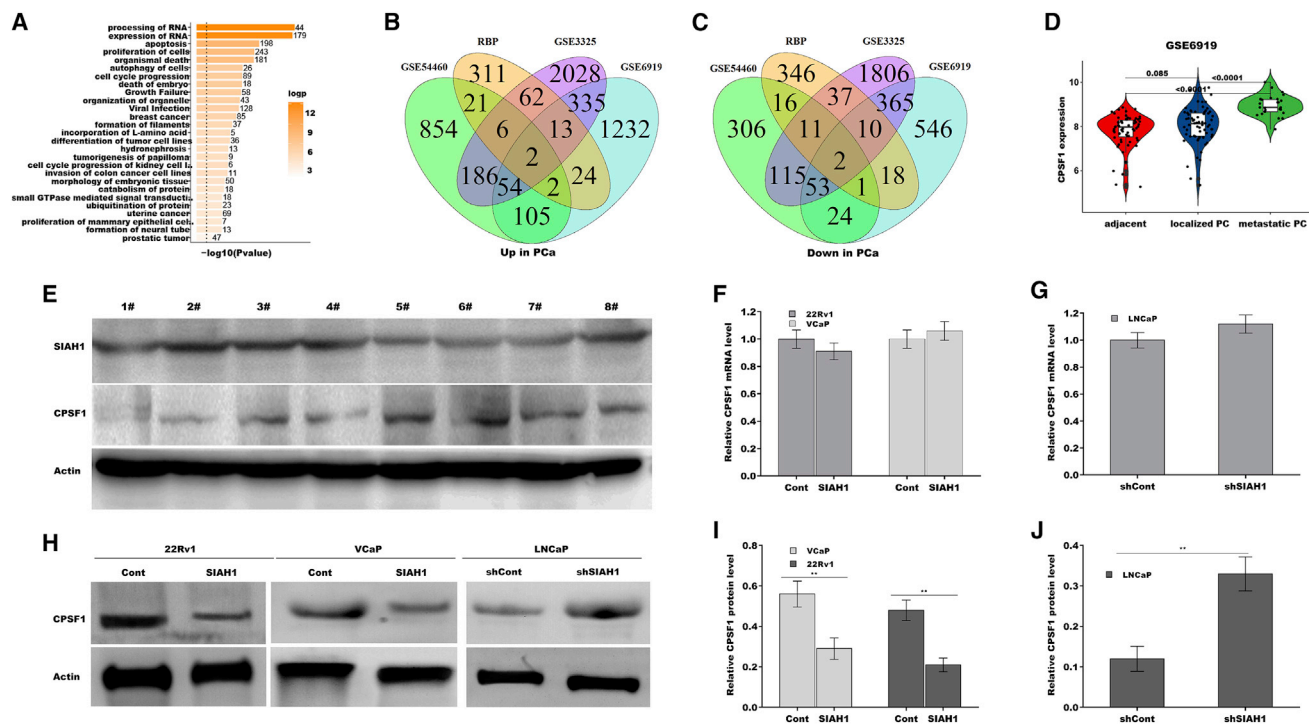 A
processing of RNA 44
expression of RNA 179
apoptosis 198
proliferation of cells 243
organismal death 181
autophagy of cells 26
cell cycle progression 89
death of embryo 18
Growth Failure 58
organization of organelle 43
Viral Infection 128
breast cancer 85
formation of filaments 37
incorporation of L-amino acid 5
differentiation of tumor cell lines 36
hydronephrosis 13
tumorigenesis of papilloma 9
cell cycle progression of kidney cell l.. 6
invasion of colon cancer cell lines 11
morphology of embryonic tissue 50
catabolism of protein 18
small GTPase mediated signal transducti.. 18
ubiquitination of protein 23
uterine cancer 69
proliferation of mammary epithelial cel.. 7
formation of neural tube 13
prostatic tumor 47
−log10(Pvalue)
logp
12
9
6
3
B
RBP GSE3325
GSE54460 GSE6919
311 2028
21 62 335
854 6 13 1232
2
186 54 2 24
105
Up in PCa
C
RBP GSE3325
GSE54460 GSE6919
346 1806
16 37 365
306 11 10 546
2
115 53 1 18
24
Down in PCa
D
GSE6919
0.085 <0.0001
<0.0001*
CPSF1 expression
10
8
6
adjacent localized PC metastatic PC
E
1# 2# 3# 4# 5# 6# 7# 8#
SIAH1
CPSF1
Actin
F
22Rv1
VCaP
Relative CPSF1 mRNA level
1.2
1.0
0.8
0.6
0.4
0.2
0.0
Cont SIAH1 Cont SIAH1
G
LNCaP
Relative CPSF1 mRNA level
1.2
1.0
0.8
0.6
0.4
0.2
0.0
shCont shSIAH1
H
22Rv1 VCaP LNCaP
Cont SIAH1 Cont SIAH1 shCont shSIAH1
CPSF1
Actin
I
VCaP
22Rv1
** **
Relative CPSF1 protein level
0.8
0.6
0.4
0.2
0.0
Cont SIAH1 Cont SIAH1
J
**
LNCaP
Relative CPSF1 protein level
0.4
0.3
0.2
0.1
0.0
shCont shSIAH1